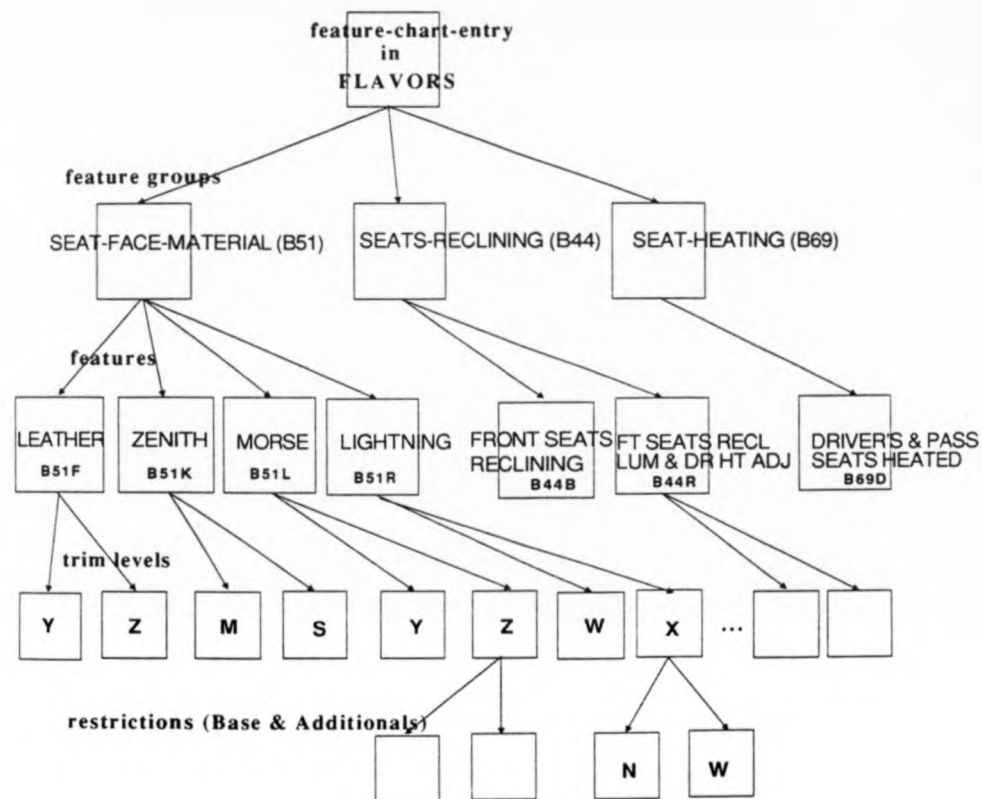 feature-chart-entry
in
FLAVORS
feature groups
SEAT-FACE-MATERIAL (B51)
SEATS-RECLINING (B44)
SEAT-HEATING (B69)
features
LEATHER
B51F
ZENITH
B51K
MORSE
B51L
LIGHTNING
B51R
FRONT SEATS
RECLINING
B44B
FT SEATS RECL
LUM & DR HT ADJ
B44R
DRIVER'S & PASS
SEATS HEATED
B69D
trim levels
Y
Z
M
S
Y
Z
W
X
...
restrictions (Base & Additionals)
N
W